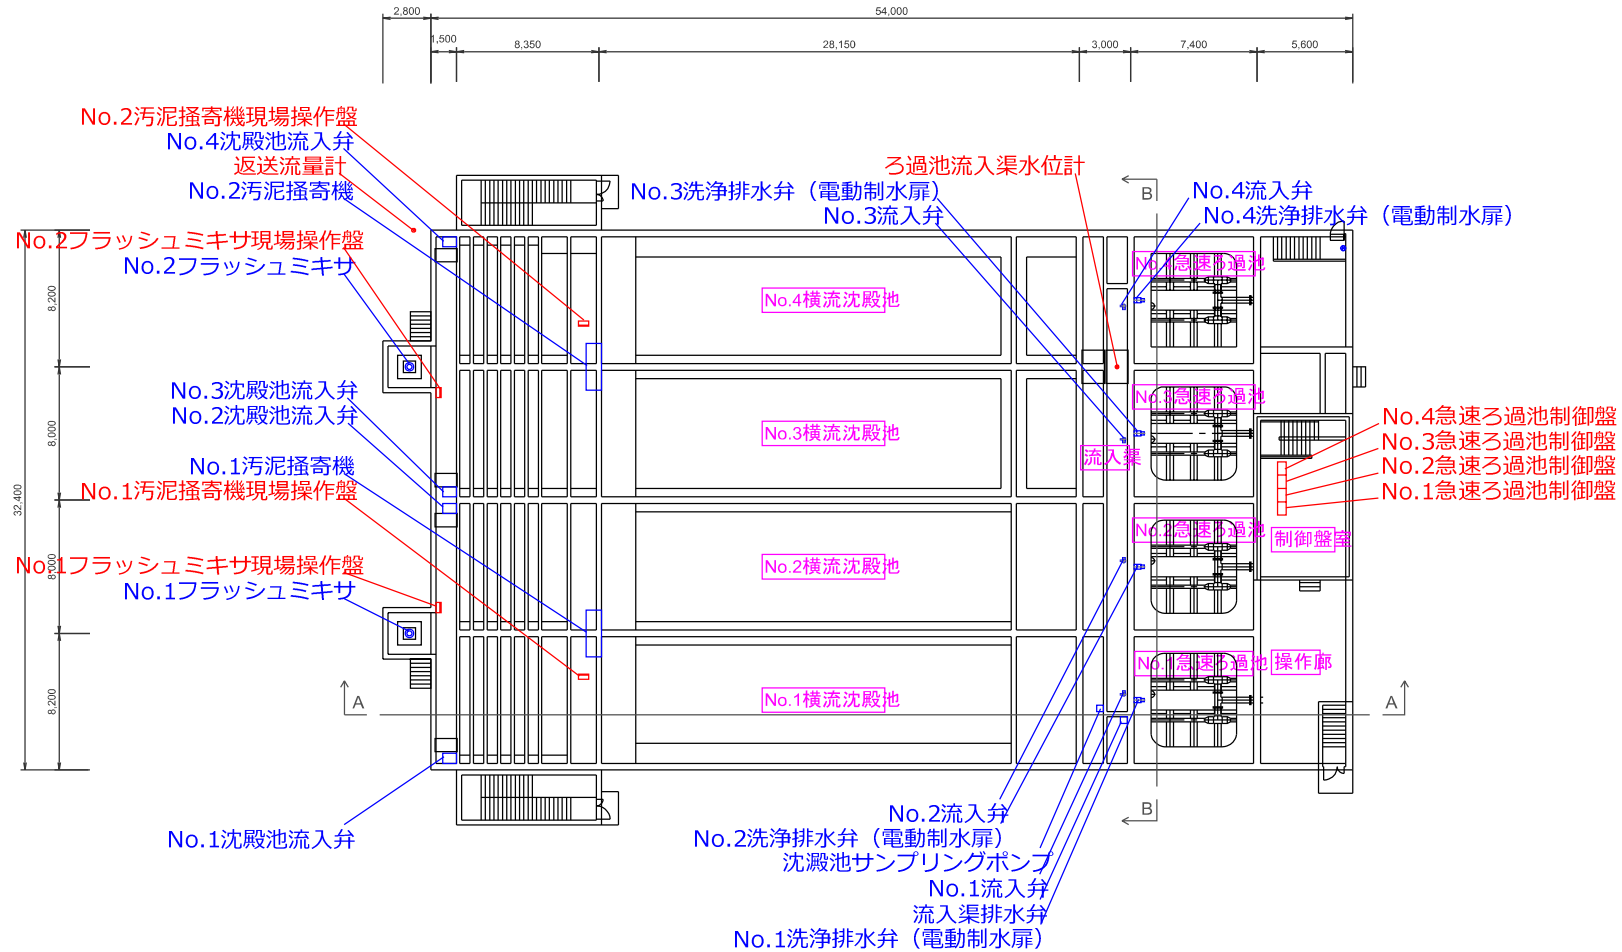 2,800
54,000
1,500
8,350
28,150
3,000
7,400
5,600
No.2汚泥掻寄機現場操作盤
No.4沈殿池流入弁
返送流量計
No.2汚泥掻寄機
No.2フラッシュミキサ現場操作盤
No.2フラッシュミキサ
ろ過池流入渠水位計
No.3洗浄排水弁（電動制水扉）
No.3流入弁
B
No.4流入弁
No.4洗浄排水弁（電動制水扉）
No.4急速ろ過池
No.4横流沈殿池
8,200
No.3沈殿池流入弁
No.2沈殿池流入弁
No.1汚泥掻寄機
No.1汚泥掻寄機現場操作盤
No.3急速ろ過池
No.3横流沈殿池
流入渠
8,000
32,400
No.4急速ろ過池制御盤
No.3急速ろ過池制御盤
No.2急速ろ過池制御盤
No.1急速ろ過池制御盤
No.2急速ろ過池
制御盤室
No.1フラッシュミキサ現場操作盤
No.1フラッシュミキサ
8,000
No.2横流沈殿池
No.1急速ろ過池
操作廊
No.1横流沈殿池
8,200
A
A
No.1沈殿池流入弁
B
No.2流入弁
No.2洗浄排水弁（電動制水扉）
沈澱池サンプリングポンプ
No.1流入弁
流入渠排水弁
No.1洗浄排水弁（電動制水扉）